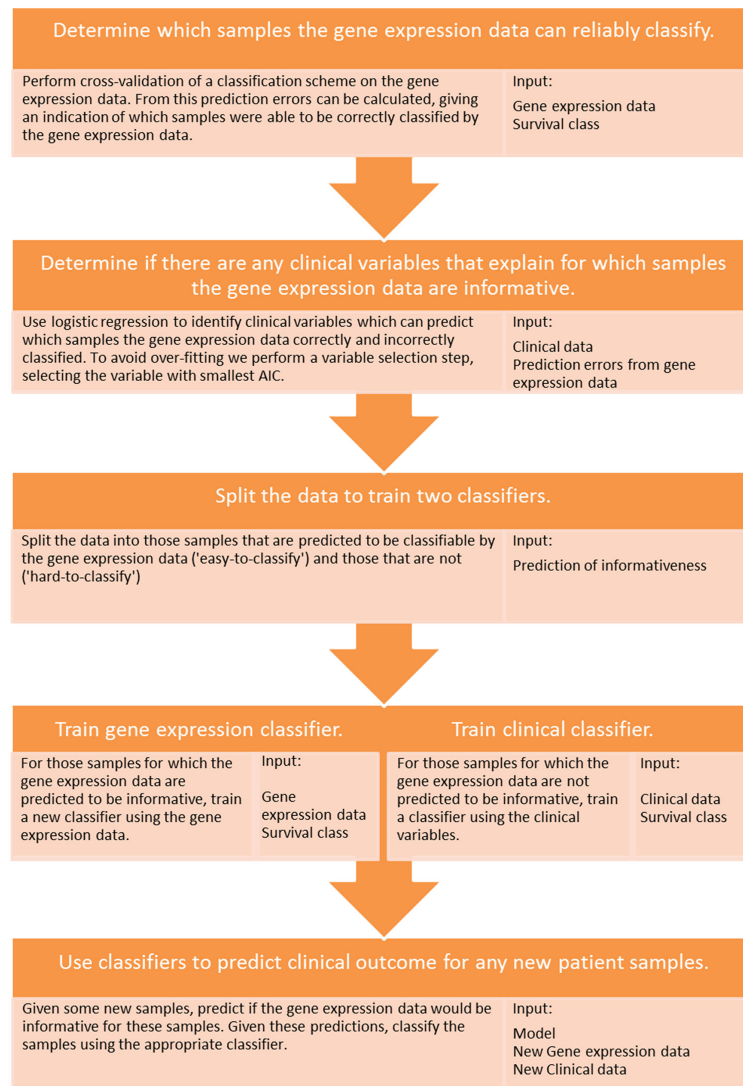 Determine which samples the gene expression data can reliably classify.
Perform cross-validation of a classification scheme on the gene
expression data. From this prediction errors can be calculated, giving
an indication of which samples were able to be correctly classified by
the gene expression data.
Input:
Gene expression data
Survival class
Determine if there are any clinical variables that explain for which samples
the gene expression data are informative.
Use logistic regression to identify clinical variables which can predict
which samples the gene expression data correctly and incorrectly
classified. To avoid over-fitting we perform a variable selection step,
selecting the variable with smallest AIC.
Input:
Clinical data
Prediction errors from gene
expression data
Split the data to train two classifiers.
Split the data into those samples that are predicted to be classifiable by
the gene expression data ('easy-to-classify') and those that are not
('hard-to-classify')
Input:
Prediction of informativeness
Train gene expression classifier.
For those samples for which the
gene expression data are
predicted to be informative, train
a new classifier using the gene
expression data.
Input:
Gene
expression data
Survival class
Train clinical classifier.
For those samples for which the
gene expression data are not
predicted to be informative, train
a classifier using the clinical
variables.
Input:
Clinical data
Survival class
Use classifiers to predict clinical outcome for any new patient samples.
Given some new samples, predict if the gene expression data would be
informative for these samples. Given these predictions, classify the
samples using the appropriate classifier.
Input:
Model
New Gene expression data
New Clinical data